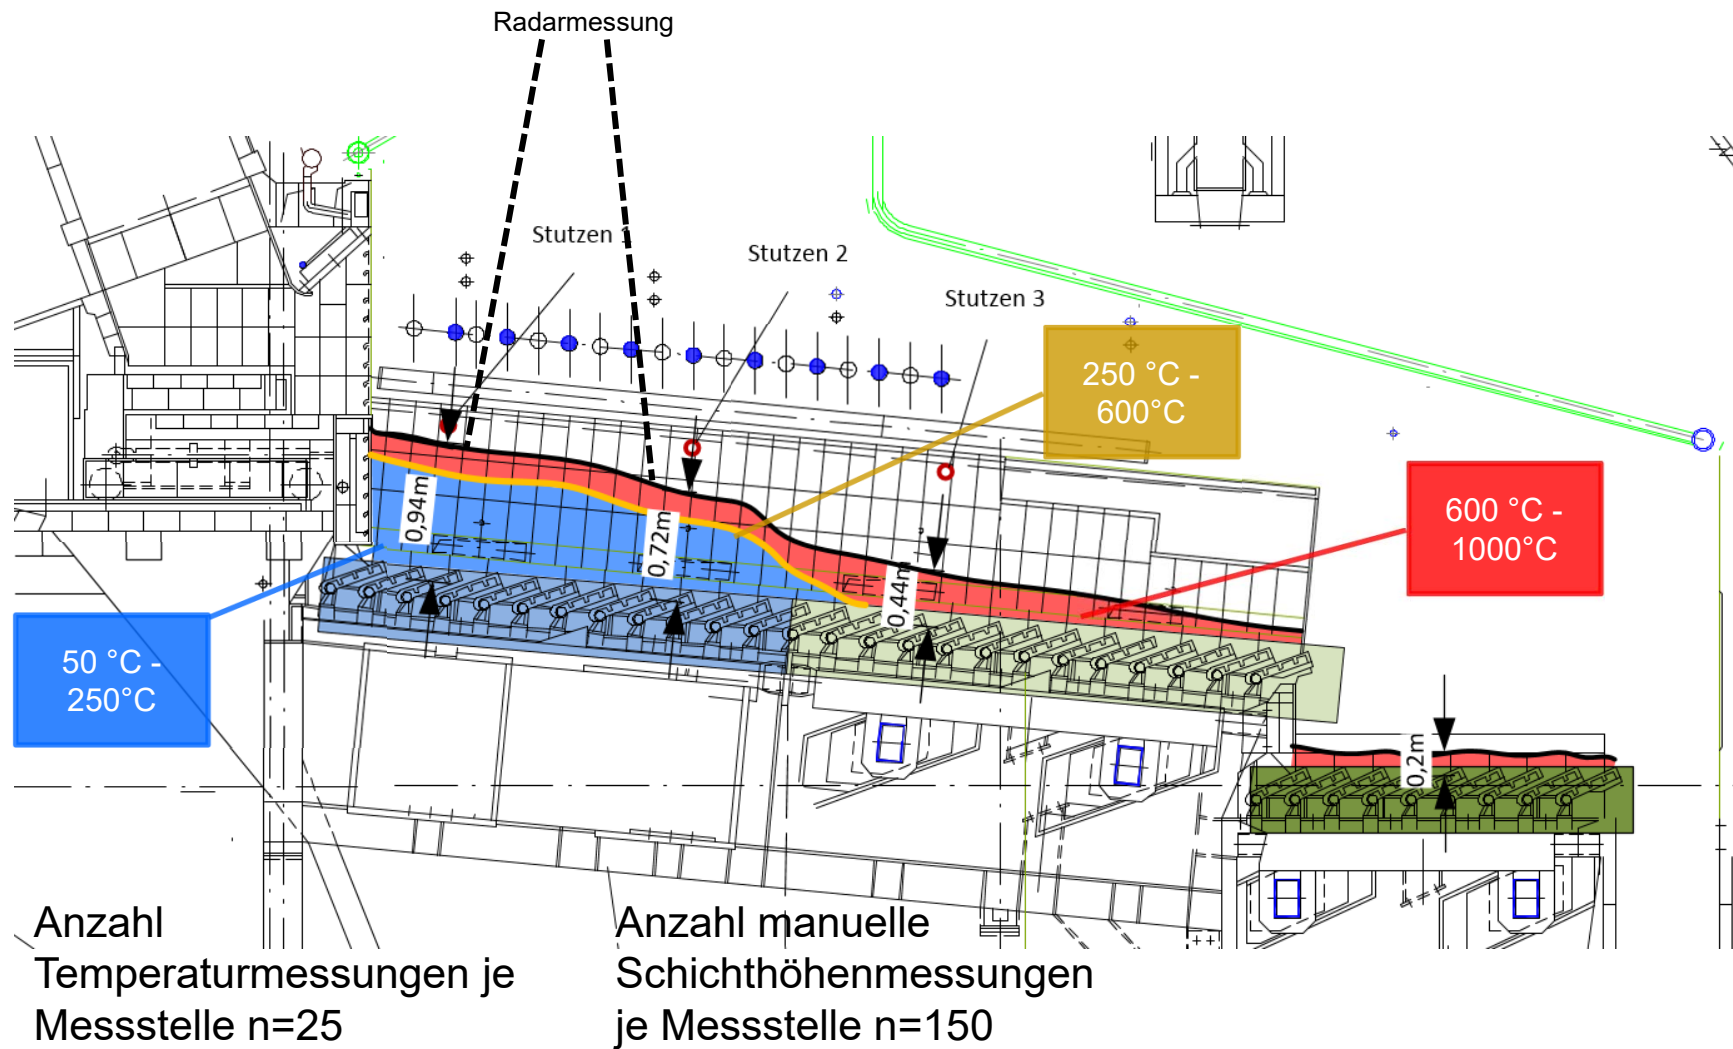 Radarmessung
Stutzen 1
Stutzen 2
Stutzen 3
250 °C -
600°C
600 °C -
1000°C
0,94m
0,72m
0,44m
50 °C -
250°C
0,2m
Anzahl
Temperaturmessungen je
Messstelle n=25
Anzahl manuelle
Schichthöhenmessungen
je Messstelle n=150